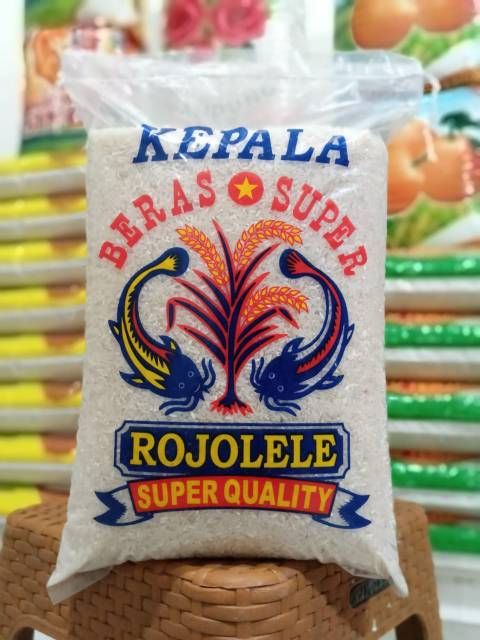 KEPALA
BERAS SUPER
ROJOLELE
SUPER QUALITY